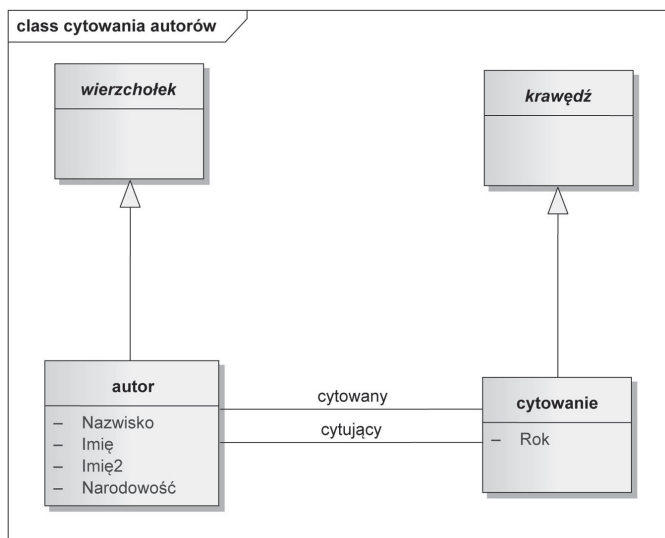 class cytowania autorów
wierzchołek
krawędź
autor
– Nazwisko
– Imię
– Imię2
– Narodowość
cytowany
cytujący
cytowanie
– Rok